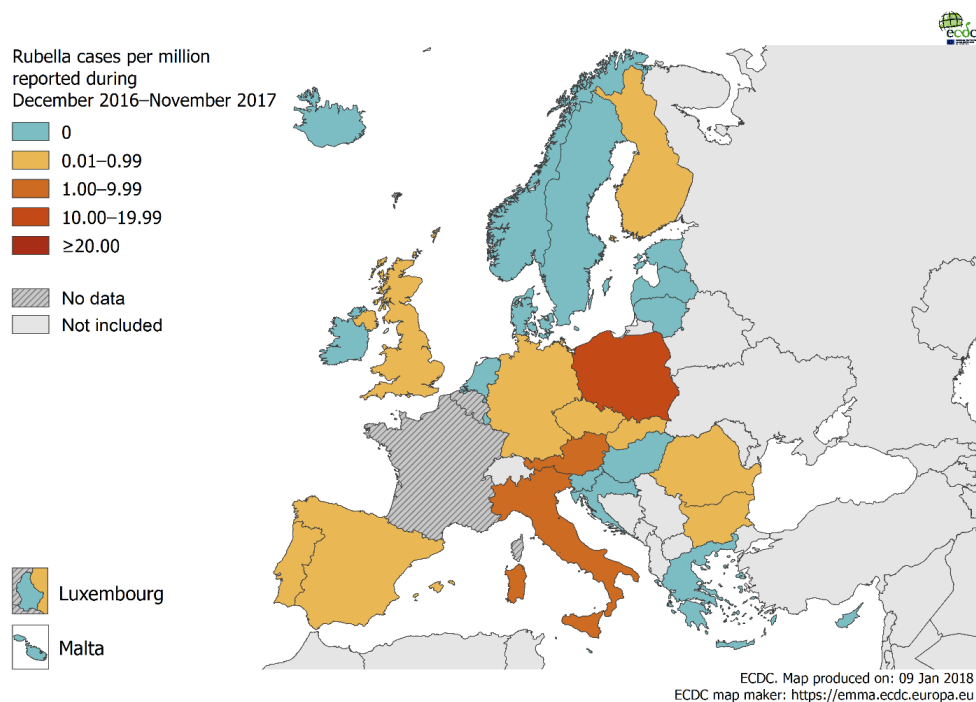 ecdc
Rubella cases per million
reported during
December 2016–November 2017
0
0.01–0.99
1.00–9.99
10.00–19.99
≥20.00
No data
Not included
Luxembourg
Malta
ECDC. Map produced on: 09 Jan 2018
ECDC map maker: https://emma.ecdc.europa.eu